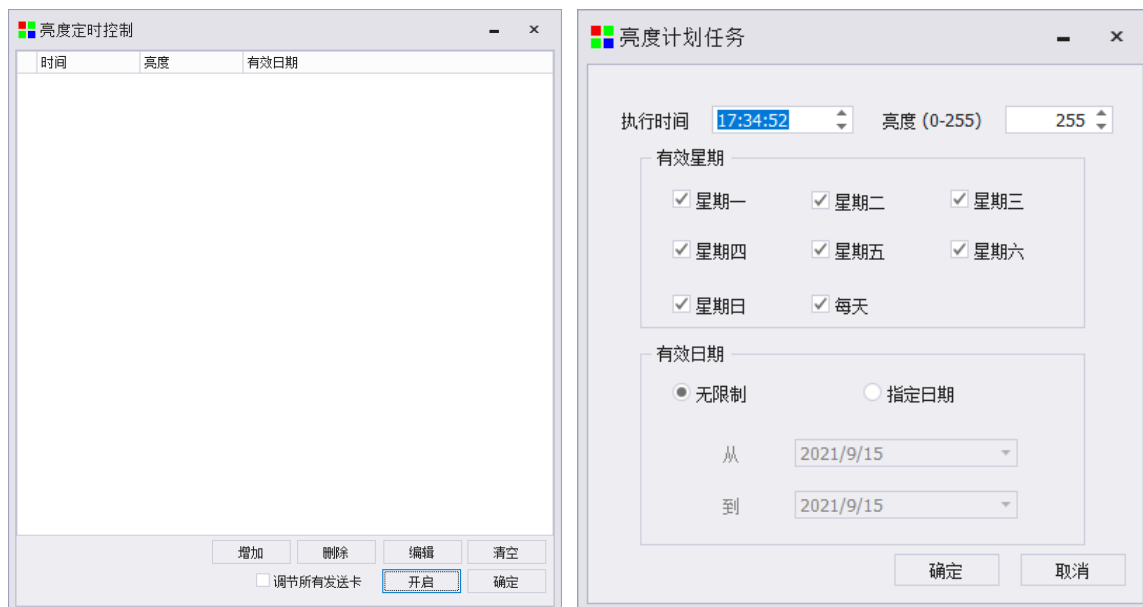 亮度定时控制
时间 亮度 有效日期
增加 删除 编辑 清空
调节所有发送卡 开启 确定
亮度计划任务
执行时间 17:34:52 亮度 (0-255) 255
有效星期
星期一 星期二 星期三
星期四 星期五 星期六
星期日 每天
有效日期
无限制 指定日期
从 2021/9/15
到 2021/9/15
确定 取消